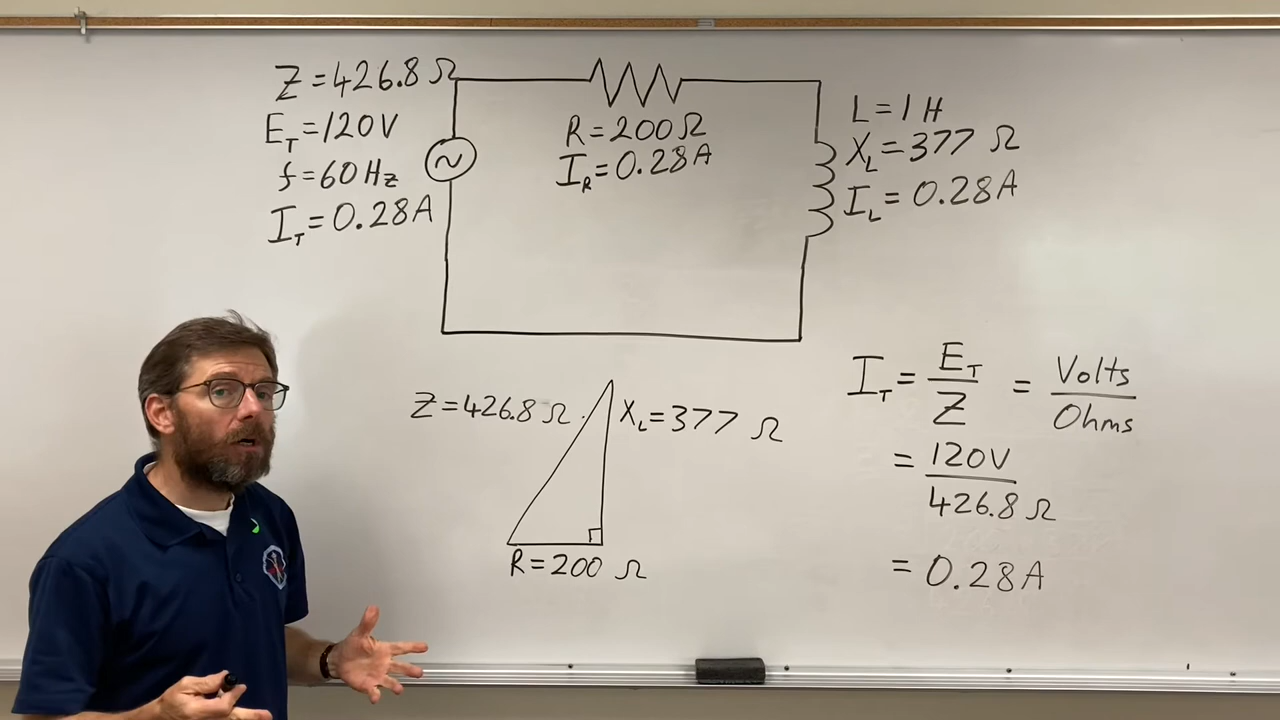 Z = 426.8 Ω
E_T = 120V
f = 60 Hz
I_T = 0.28A
~
R = 200 Ω
I_R = 0.28A
L = 1 H
X_L = 377 Ω
I_L = 0.28A
Z = 426.8 Ω
X_L = 377 Ω
R = 200 Ω
I_T = E_T / Z = Volts / Ohms
= 120V / 426.8 Ω
= 0.28A